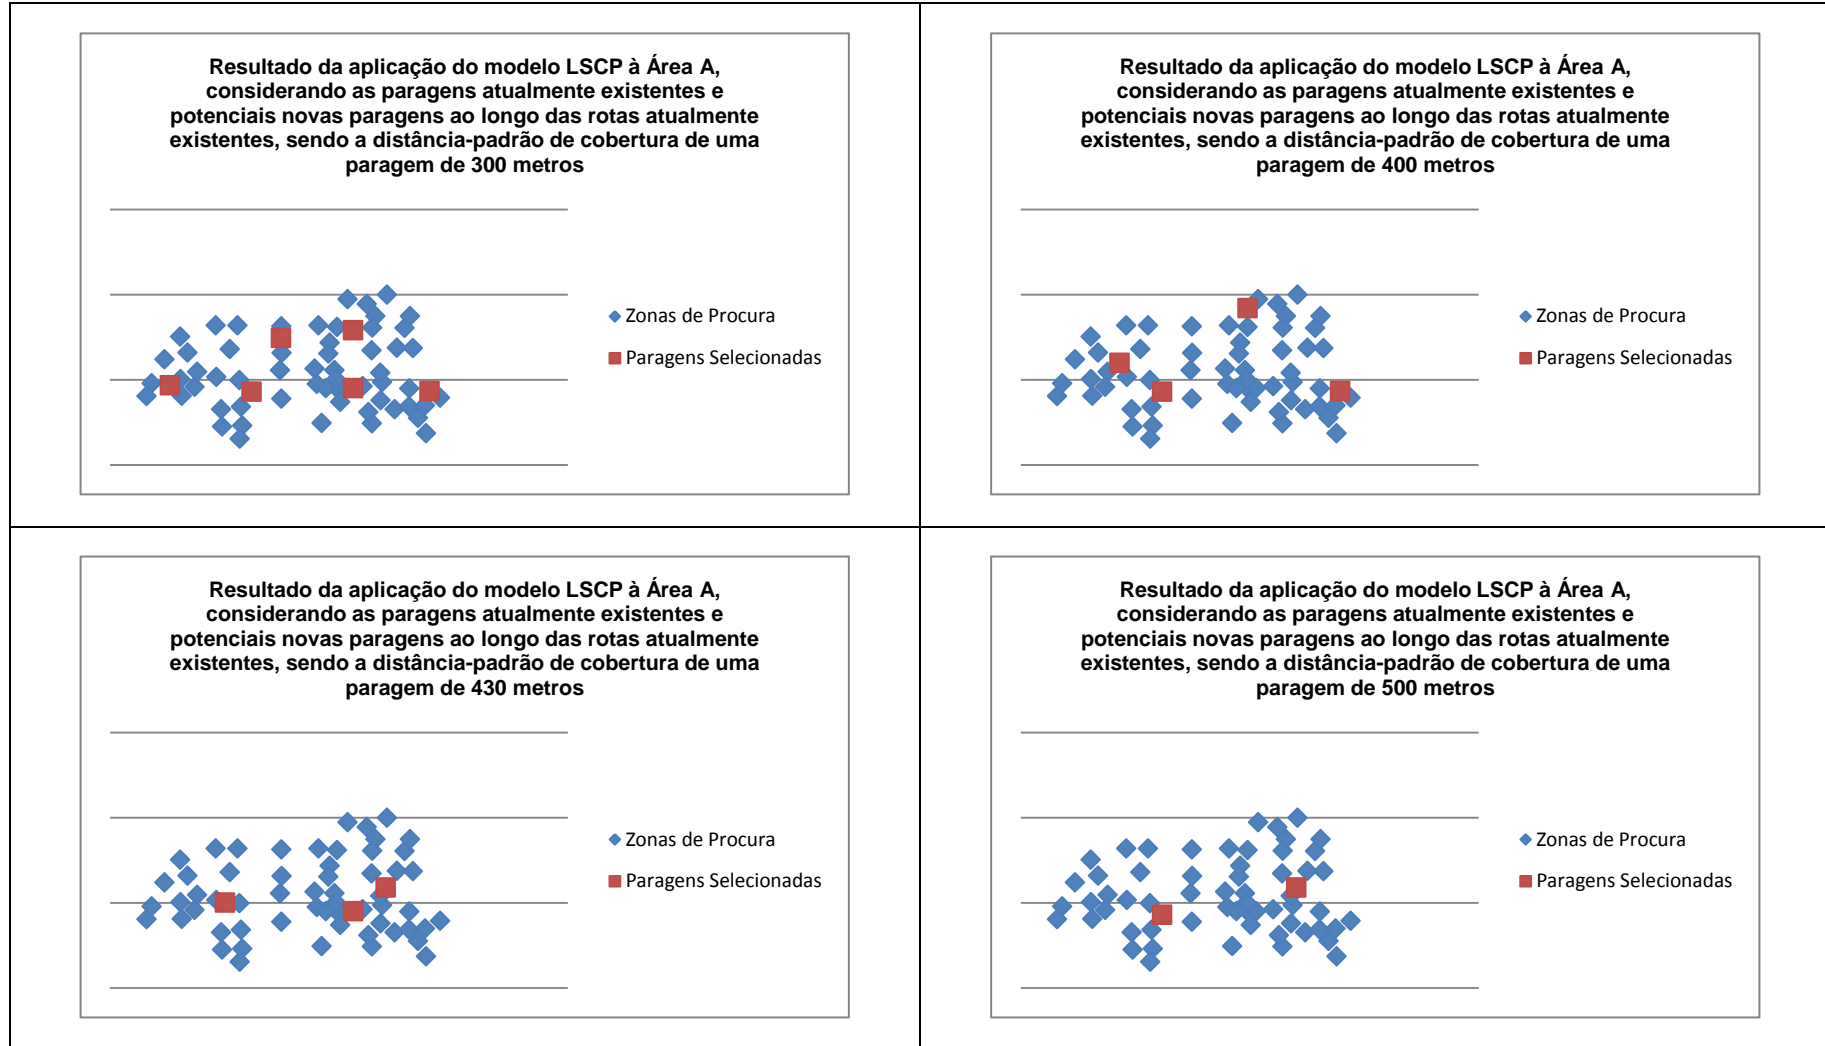 Resultado da aplicação do modelo LSCP à Área A,
considerando as paragens atualmente existentes e
potenciais novas paragens ao longo das rotas atualmente
existentes, sendo a distância-padrão de cobertura de uma
paragem de 300 metros
Zonas de Procura
Paragens Selecionadas
Resultado da aplicação do modelo LSCP à Área A,
considerando as paragens atualmente existentes e
potenciais novas paragens ao longo das rotas atualmente
existentes, sendo a distância-padrão de cobertura de uma
paragem de 400 metros
Zonas de Procura
Paragens Selecionadas
Resultado da aplicação do modelo LSCP à Área A,
considerando as paragens atualmente existentes e
potenciais novas paragens ao longo das rotas atualmente
existentes, sendo a distância-padrão de cobertura de uma
paragem de 430 metros
Zonas de Procura
Paragens Selecionadas
Resultado da aplicação do modelo LSCP à Área A,
considerando as paragens atualmente existentes e
potenciais novas paragens ao longo das rotas atualmente
existentes, sendo a distância-padrão de cobertura de uma
paragem de 500 metros
Zonas de Procura
Paragens Selecionadas